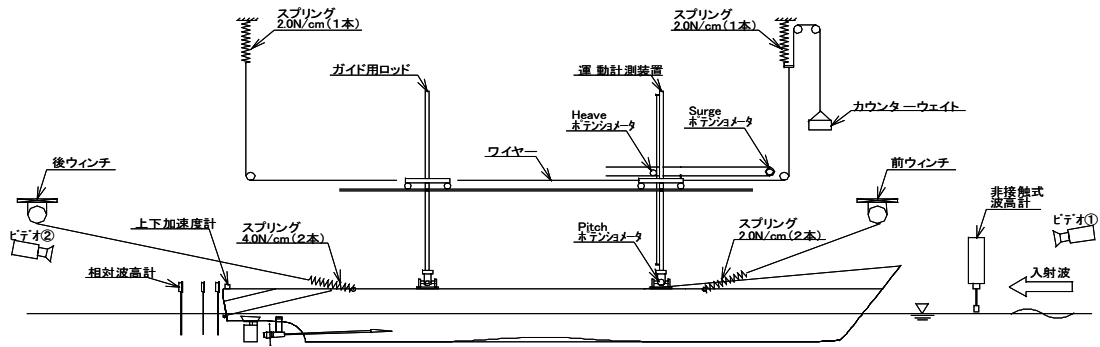 スプリング
2.0N/cm(1本)
スプリング
2.0N/cm(1本)
ガイド用ロッド
運動計測装置
Heave
ポテンショメータ
Surge
ポテンショメータ
カウンターウェイト
ワイヤー
後ウィンチ
前ウィンチ
非接触式
波高計
ビデオ①
ビデオ②
上下加速度計
スプリング
4.0N/cm(2本)
Pitch
ポテンショメータ
スプリング
2.0N/cm(2本)
相対波高計
入射波